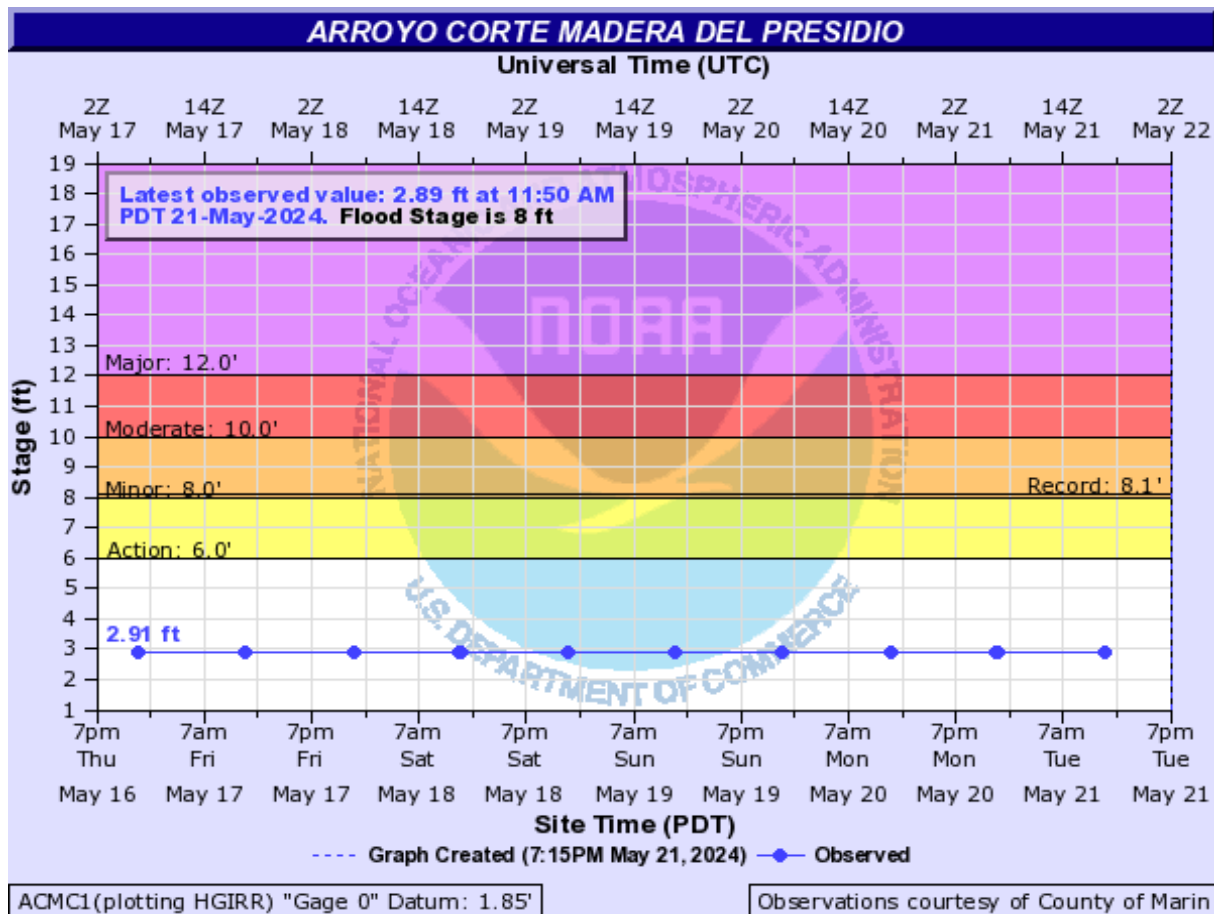 ARROYO CORTE MADERA DEL PRESIDIO
Universal Time (UTC)
2Z 14Z 2Z 14Z 2Z 14Z 2Z 14Z 2Z 14Z 2Z
May 17 May 17 May 18 May 18 May 19 May 19 May 20 May 20 May 21 May 21 May 22
Latest observed value: 2.89 ft at 11:50 AM
PDT 21-May-2024. Flood Stage is 8 ft
NATIONAL OCEANIC AND ATMOSPHERIC ADMINISTRATION
NOAA
U.S. DEPARTMENT OF COMMERCE
Stage (ft)
19
18
17
16
15
14
13
Major: 12.0'
12
11
Moderate: 10.0'
10
9
Minor: 8.0' Record: 8.1'
8
7
Action: 6.0'
6
5
4
2.91 ft
3
2
1
7pm 7am 7pm 7am 7pm 7am 7pm 7am 7pm 7am 7pm
Thu Fri Fri Sat Sat Sun Sun Mon Mon Tue Tue
May 16 May 17 May 17 May 18 May 18 May 19 May 19 May 20 May 20 May 21 May 21
Site Time (PDT)
---- Graph Created (7:15PM May 21, 2024) Observed
ACMC1(plotting HGIRR) "Gage 0" Datum: 1.85' Observations courtesy of County of Marin